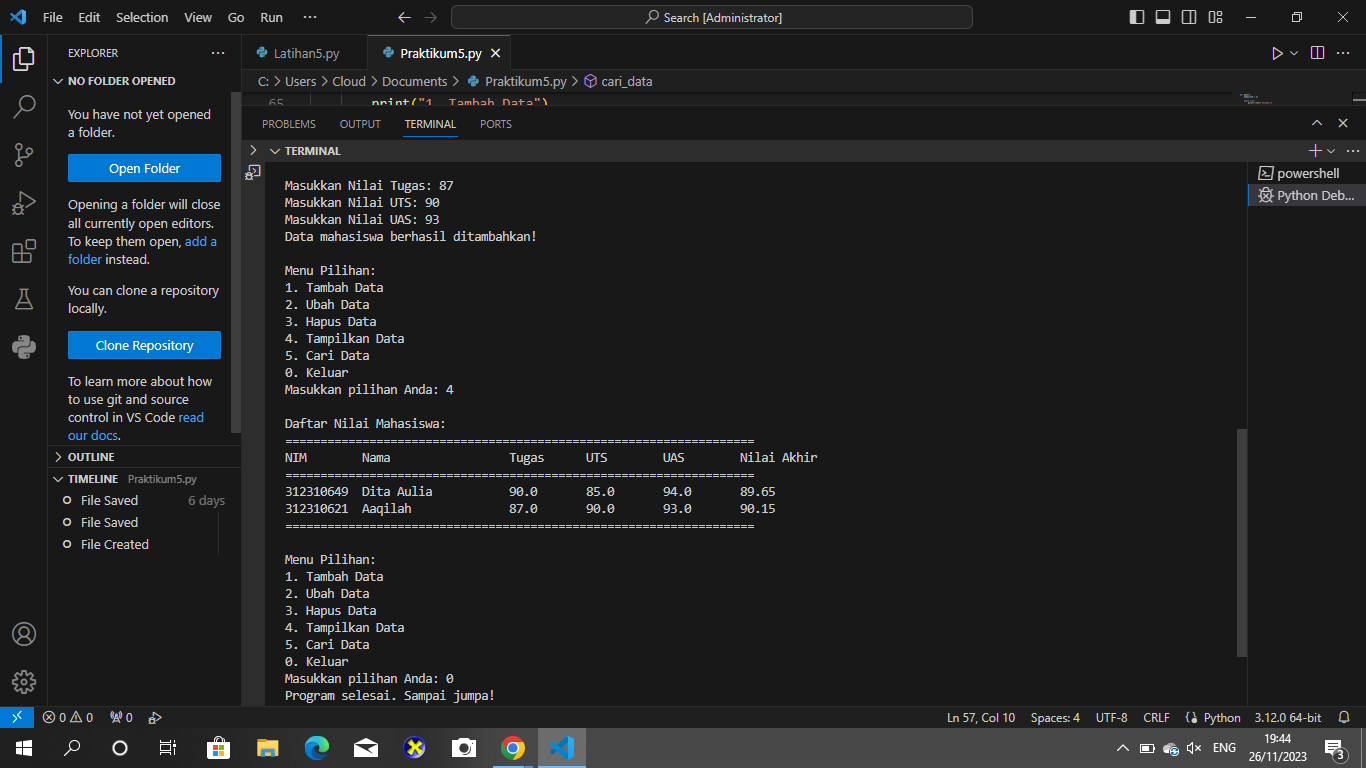 File Edit Selection View Go Run ··· Search [Administrator]
EXPLORER ···
NO FOLDER OPENED
You have not yet opened
a folder.
Open Folder
Opening a folder will close
all currently open editors.
To keep them open, add a
folder instead.
You can clone a repository
locally.
Clone Repository
To learn more about how
to use git and source
control in VS Code read
our docs.
OUTLINE
TIMELINE Praktikum5.py
File Saved 6 days
File Saved
File Created
Latihan5.py Praktikum5.py
C: > Users > Cloud > Documents > Praktikum5.py > cari_data
65 print("1. Tambah Data")
PROBLEMS OUTPUT TERMINAL PORTS
TERMINAL
Masukkan Nilai Tugas: 87
Masukkan Nilai UTS: 90
Masukkan Nilai UAS: 93
Data mahasiswa berhasil ditambahkan!
Menu Pilihan:
1. Tambah Data
2. Ubah Data
3. Hapus Data
4. Tampilkan Data
5. Cari Data
0. Keluar
Masukkan pilihan Anda: 4
Daftar Nilai Mahasiswa:
===================================================================
NIM Nama Tugas UTS UAS Nilai Akhir
===================================================================
312310649 Dita Aulia 90.0 85.0 94.0 89.65
312310621 Aaqilah 87.0 90.0 93.0 90.15
===================================================================
Menu Pilihan:
1. Tambah Data
2. Ubah Data
3. Hapus Data
4. Tampilkan Data
5. Cari Data
0. Keluar
Masukkan pilihan Anda: 0
Program selesai. Sampai jumpa!
powershell
Python Deb...
0 0 0 Ln 57, Col 10 Spaces: 4 UTF-8 CRLF Python 3.12.0 64-bit
ENG
19:44
26/11/2023
3